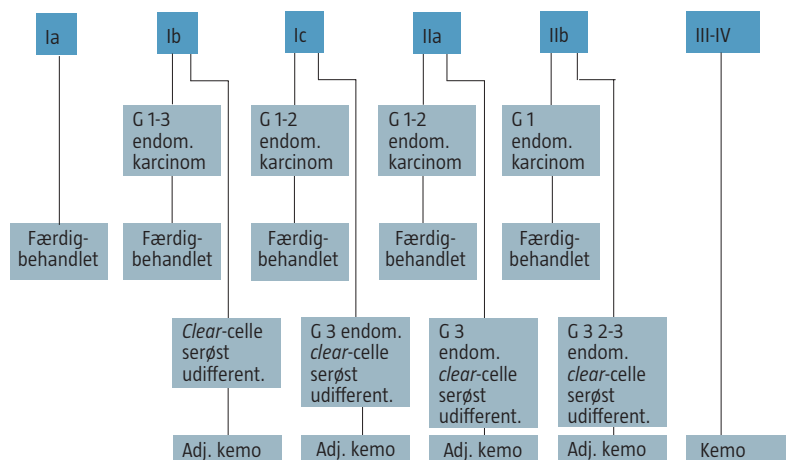 Ia
Ib
Ic
IIa
IIb
III-IV
G 1-3
endom.
karcinom
G 1-2
endom.
karcinom
G 1-2
endom.
karcinom
G 1
endom.
karcinom
Færdig-
behandlet
Færdig-
behandlet
Færdig-
behandlet
Færdig-
behandlet
Færdig-
behandlet
Clear-celle
serøst
udifferent.
G 3 endom.
clear-celle
serøst
udifferent.
G 3
endom.
clear-celle
serøst
udifferent.
G 3 2-3
endom.
clear-celle
serøst
udifferent.
Adj. kemo
Adj. kemo
Adj. kemo
Adj. kemo
Kemo